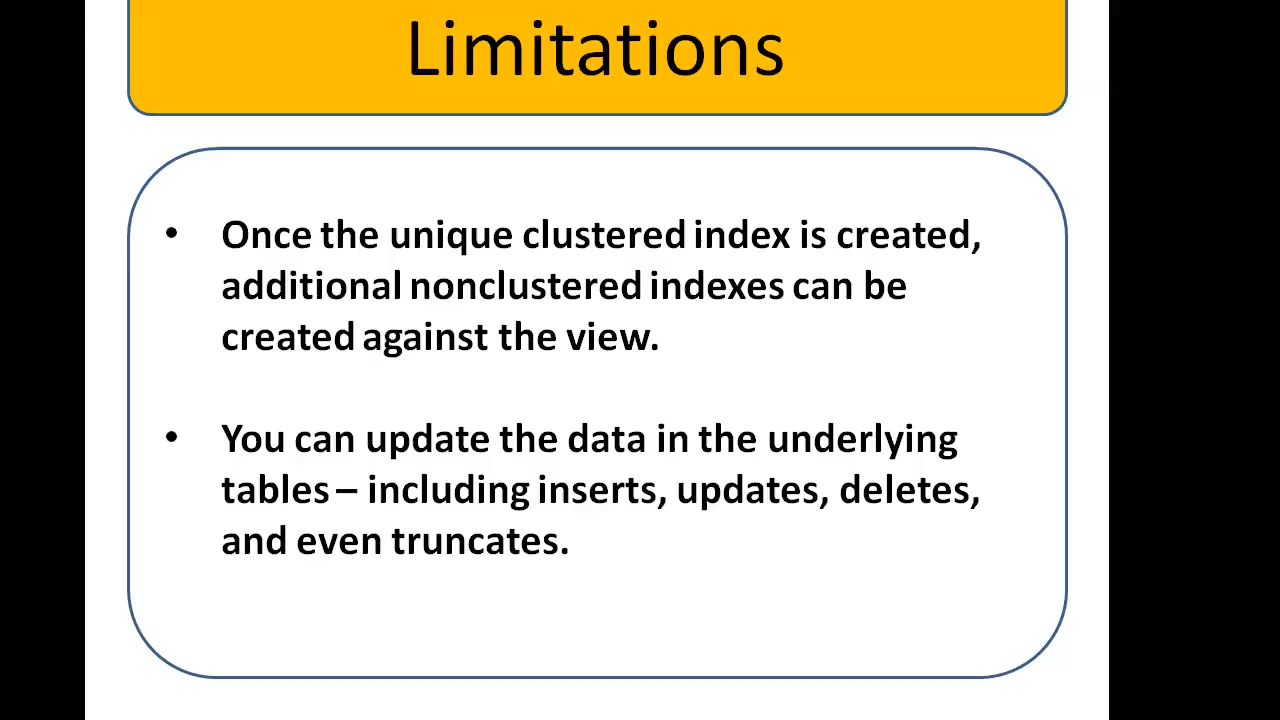 Limitations
• Once the unique clustered index is created,
additional nonclustered indexes can be
created against the view.
• You can update the data in the underlying
tables – including inserts, updates, deletes,
and even truncates.